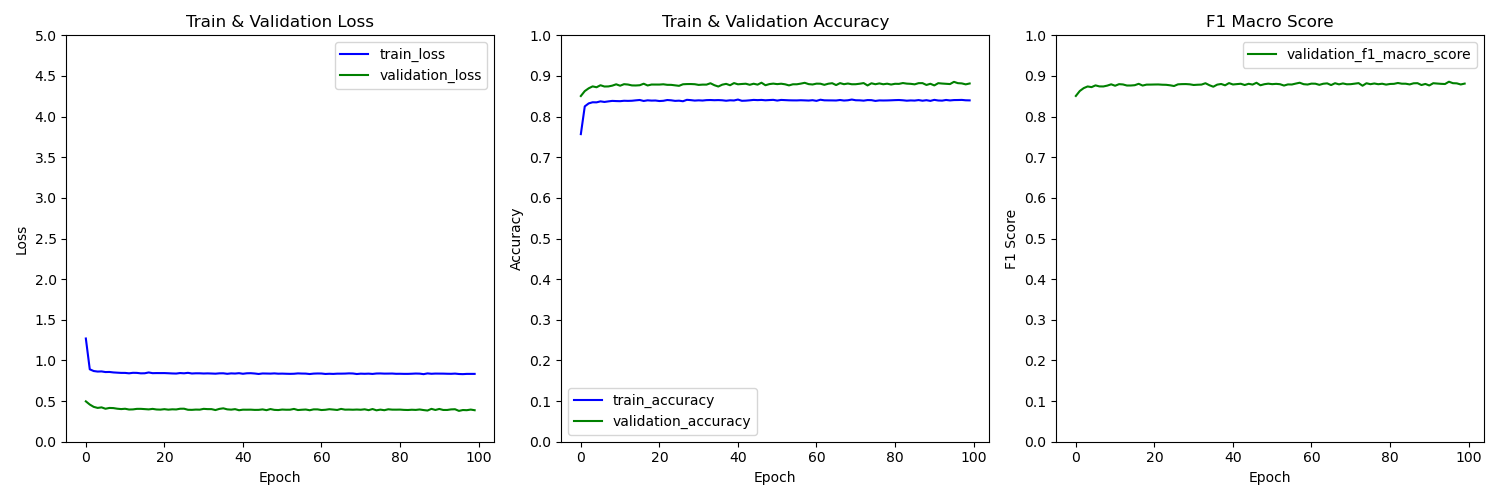 Train & Validation Loss
5.0
4.5
4.0
3.5
3.0
2.5
2.0
1.5
1.0
0.5
0.0
Loss
train_loss
validation_loss
0 20 40 60 80 100
Epoch
Train & Validation Accuracy
1.0
0.9
0.8
0.7
0.6
0.5
0.4
0.3
0.2
0.1
0.0
Accuracy
train_accuracy
validation_accuracy
0 20 40 60 80 100
Epoch
F1 Macro Score
1.0
0.9
0.8
0.7
0.6
0.5
0.4
0.3
0.2
0.1
0.0
F1 Score
validation_f1_macro_score
0 20 40 60 80 100
Epoch